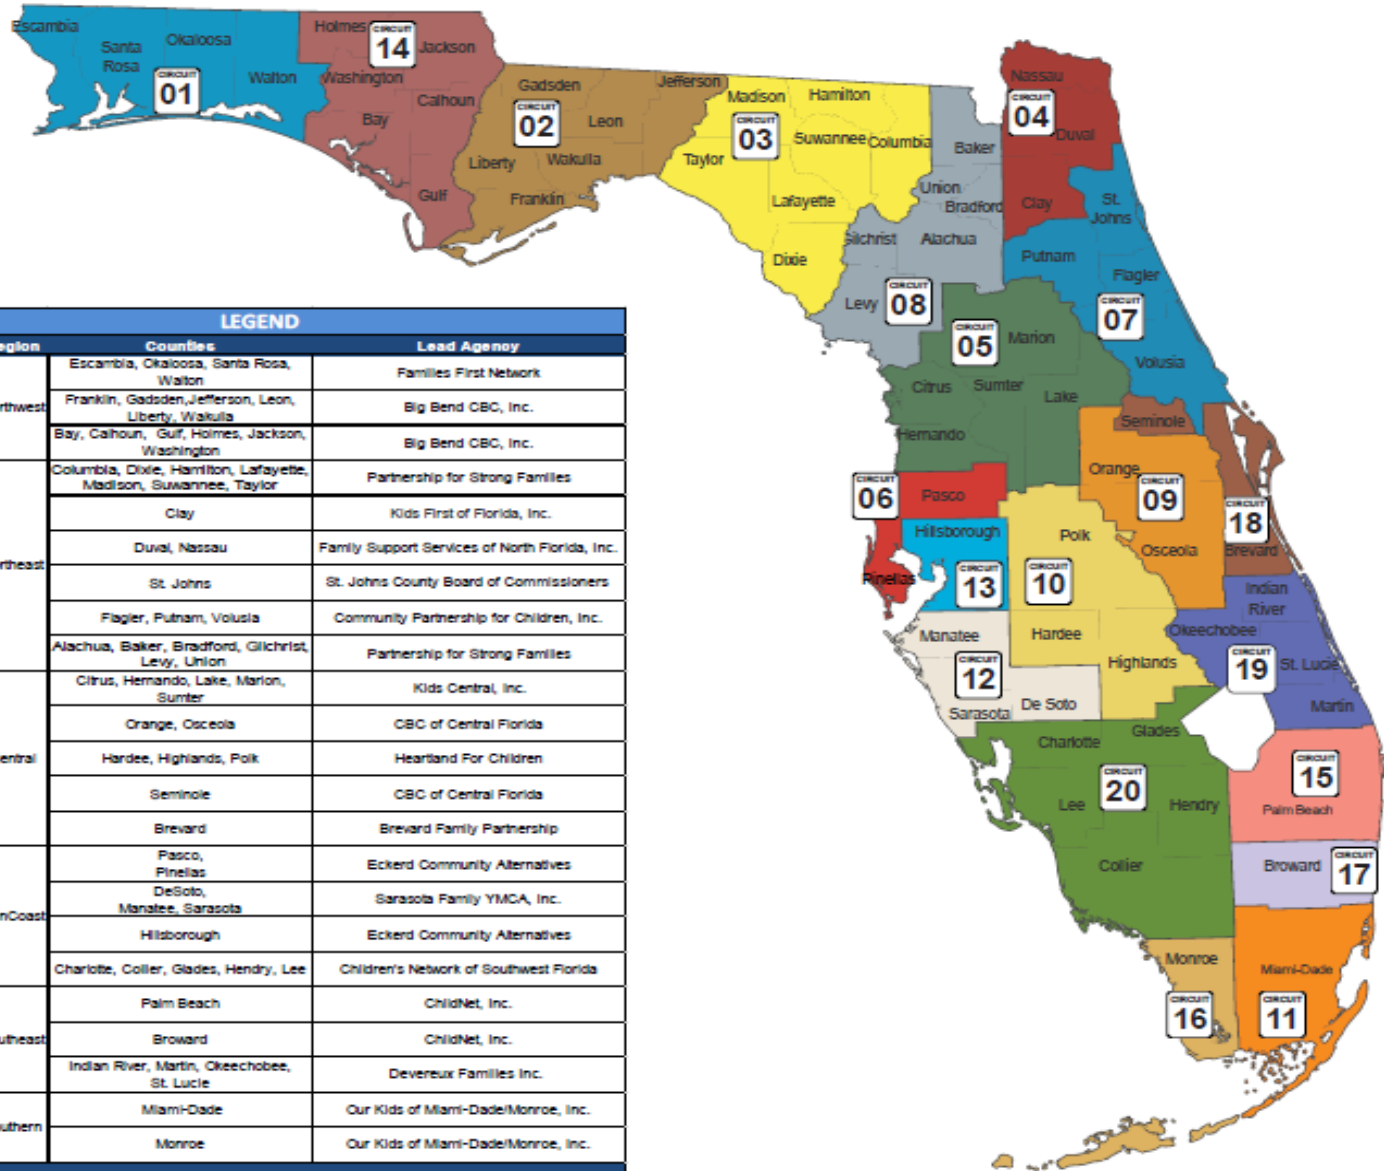 Escambia
Santa
Rosa
Okaloosa
Walton
CIRCUIT
01
Holmes
CIRCUIT
14
Jackson
Washington
Calhoun
Bay
Gulf
Gadsden
Jefferson
CIRCUIT
02
Leon
Liberty
Wakulla
Franklin
Madison
Hamilton
CIRCUIT
03
Suwannee
Columbia
Taylor
Lafayette
Dixie
Nassau
CIRCUIT
04
Duval
Clay
Baker
Union
Bradford
Gilchrist
Alachua
Levy
CIRCUIT
08
St.
Johns
Putnam
Flagler
CIRCUIT
07
Volusia
CIRCUIT
05
Marion
Citrus
Sumter
Lake
Hernando
Seminole
Orange
CIRCUIT
09
Osceola
CIRCUIT
18
Brevard
CIRCUIT
06
Pasco
Pinellas
Hillsborough
CIRCUIT
13
Polk
CIRCUIT
10
Hardee
Highlands
Manatee
CIRCUIT
12
Sarasota
De Soto
Indian
River
Okeechobee
CIRCUIT
19
St. Lucie
Martin
Charlotte
Glades
CIRCUIT
20
Lee
Hendry
Collier
CIRCUIT
15
Palm Beach
Broward
CIRCUIT
17
Monroe
CIRCUIT
16
Miami-Dade
CIRCUIT
11
LEGEND
egion Counties Lead Agency
rthwest
Escambia, Okaloosa, Santa Rosa,
Walton
Families First Network
Franklin, Gadsden,Jefferson, Leon,
Liberty, Wakulla
Big Bend CBC, Inc.
Bay, Calhoun, Gulf, Holmes, Jackson,
Washington
Big Bend CBC, Inc.
rtheast
Columbia, Dixie, Hamilton, Lafayette,
Madison, Suwannee, Taylor
Partnership for Strong Families
Clay
Kids First of Florida, Inc.
Duval, Nassau
Family Support Services of North Florida, Inc.
St. Johns
St. Johns County Board of Commissioners
Flagler, Putnam, Volusia
Community Partnership for Children, Inc.
Alachua, Baker, Bradford, Gilchrist,
Levy, Union
Partnership for Strong Families
entral
Citrus, Hernando, Lake, Marion,
Sumter
Kids Central, Inc.
Orange, Osceola
CBC of Central Florida
Hardee, Highlands, Polk
Heartland For Children
Seminole
CBC of Central Florida
Brevard
Brevard Family Partnership
nCoast
Pasco,
Pinellas
Eckerd Community Alternatives
DeSoto,
Manatee, Sarasota
Sarasota Family YMCA, Inc.
Hillsborough
Eckerd Community Alternatives
Charlotte, Collier, Glades, Hendry, Lee
Children's Network of Southwest Florida
utheast
Palm Beach
ChildNet, Inc.
Broward
ChildNet, Inc.
Indian River, Martin, Okeechobee,
St. Lucie
Devereux Families Inc.
uthern
Miami-Dade
Our Kids of Miami-Dade/Monroe, Inc.
Monroe
Our Kids of Miami-Dade/Monroe, Inc.